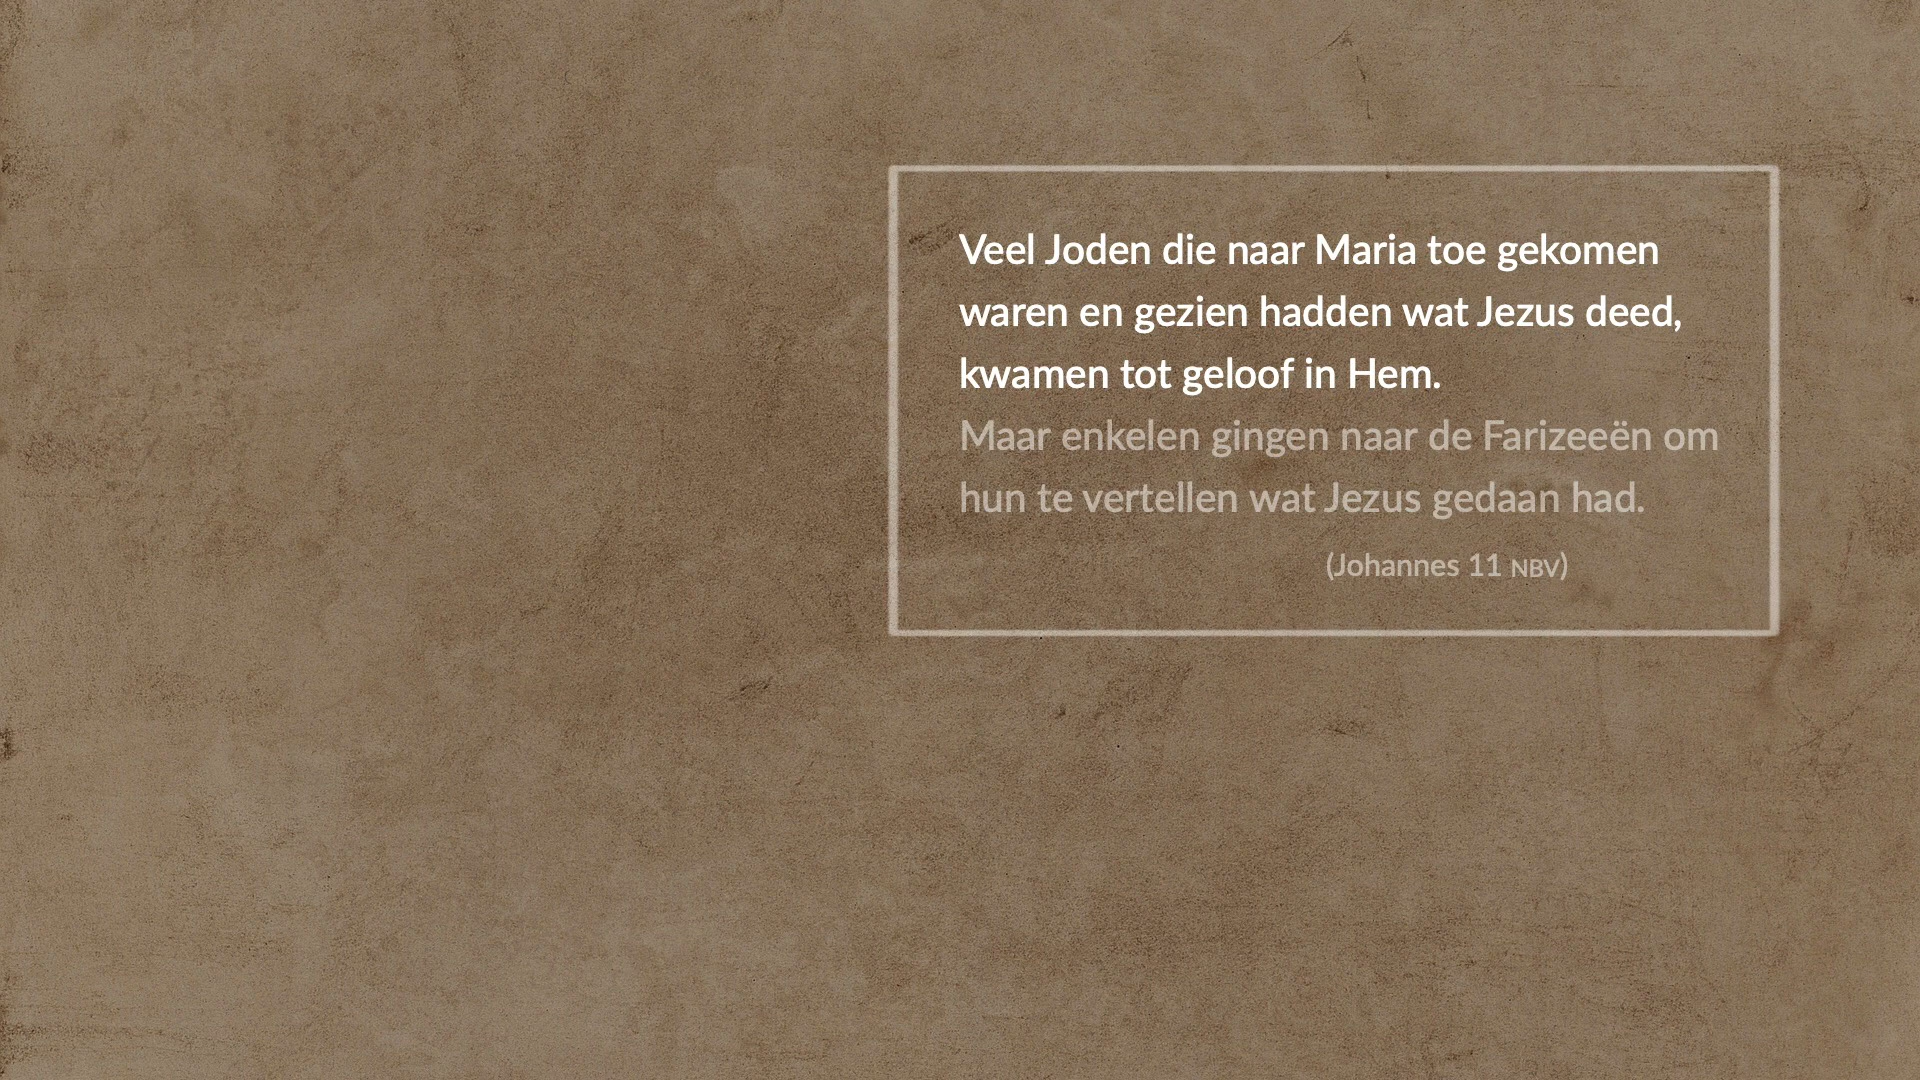 Veel Joden die naar Maria toe gekomen
waren en gezien hadden wat Jezus deed,
kwamen tot geloof in Hem.
Maar enkelen gingen naar de Farizeeën om
hun te vertellen wat Jezus gedaan had.
(Johannes 11 NBV)